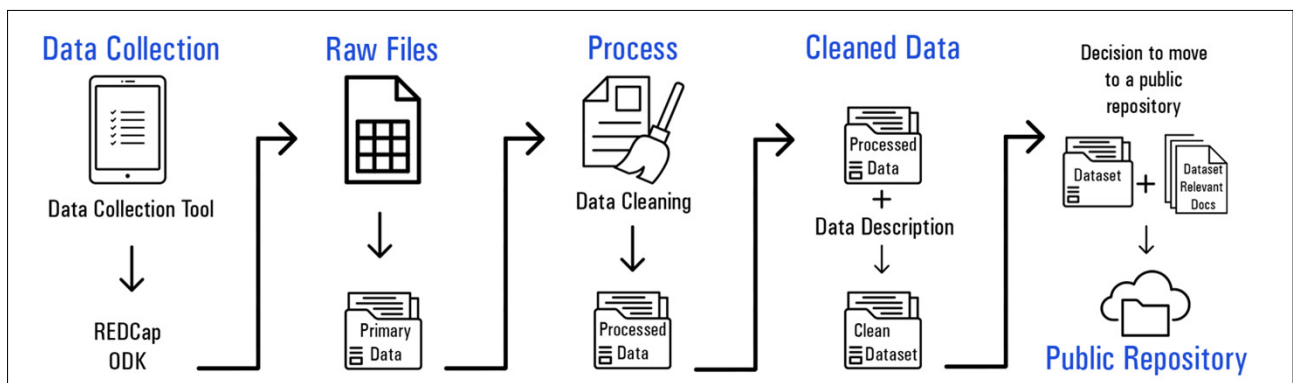 Data Collection
Data Collection Tool
REDCap
ODK
Raw Files
Primary
Data
Process
Data Cleaning
Processed
Data
Cleaned Data
Processed
Data
+
Data Description
Clean
Dataset
Decision to move
to a public
repository
Dataset
+
Dataset
Relevant
Docs
Public Repository